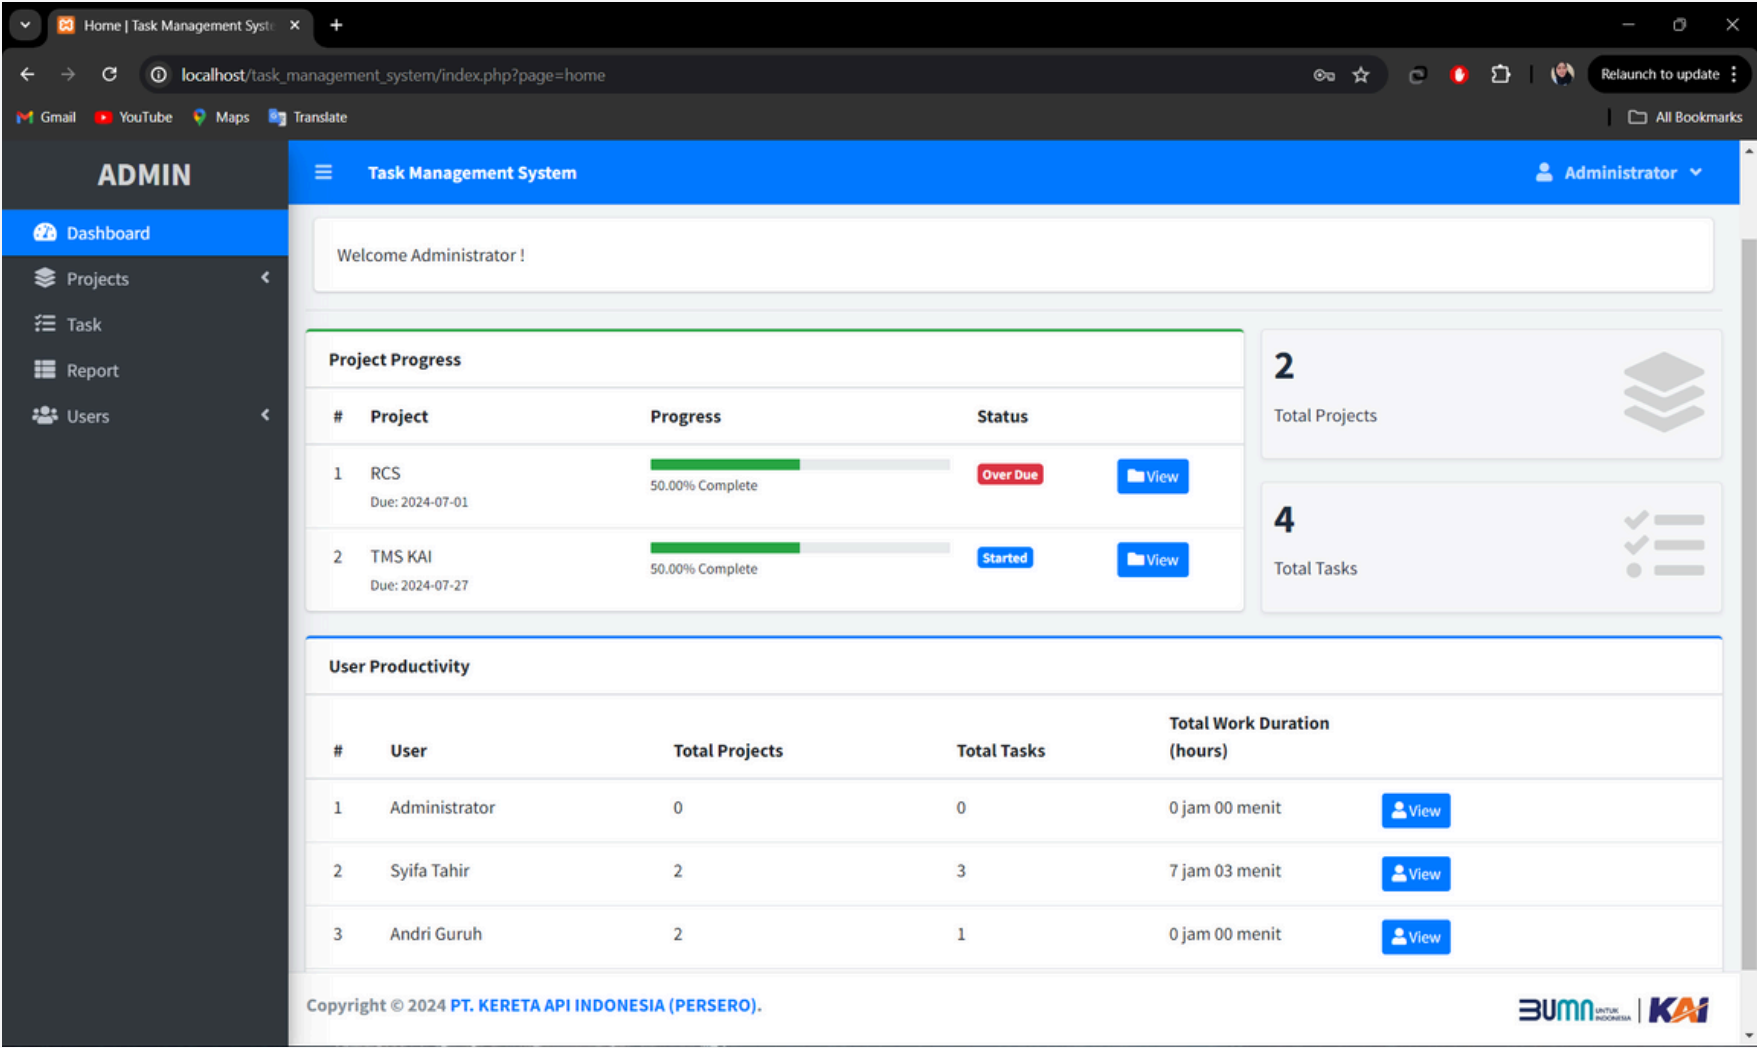 Home | Task Management Syste
localhost/task_management_system/index.php?page=home
Relaunch to update
Gmail YouTube Maps Translate
All Bookmarks
ADMIN
Task Management System
Administrator
Dashboard
Projects
Task
Report
Users
Welcome Administrator !
Project Progress
# Project Progress Status
1 RCS 50.00% Complete Over Due View
Due: 2024-07-01
2 TMS KAI 50.00% Complete Started View
Due: 2024-07-27
2
Total Projects
4
Total Tasks
User Productivity
# User Total Projects Total Tasks Total Work Duration
(hours)
1 Administrator 0 0 0 jam 00 menit View
2 Syifa Tahir 2 3 7 jam 03 menit View
3 Andri Guruh 2 1 0 jam 00 menit View
Copyright © 2024 PT. KERETA API INDONESIA (PERSERO).
BUMN UNTUK
INDONESIA
KAI